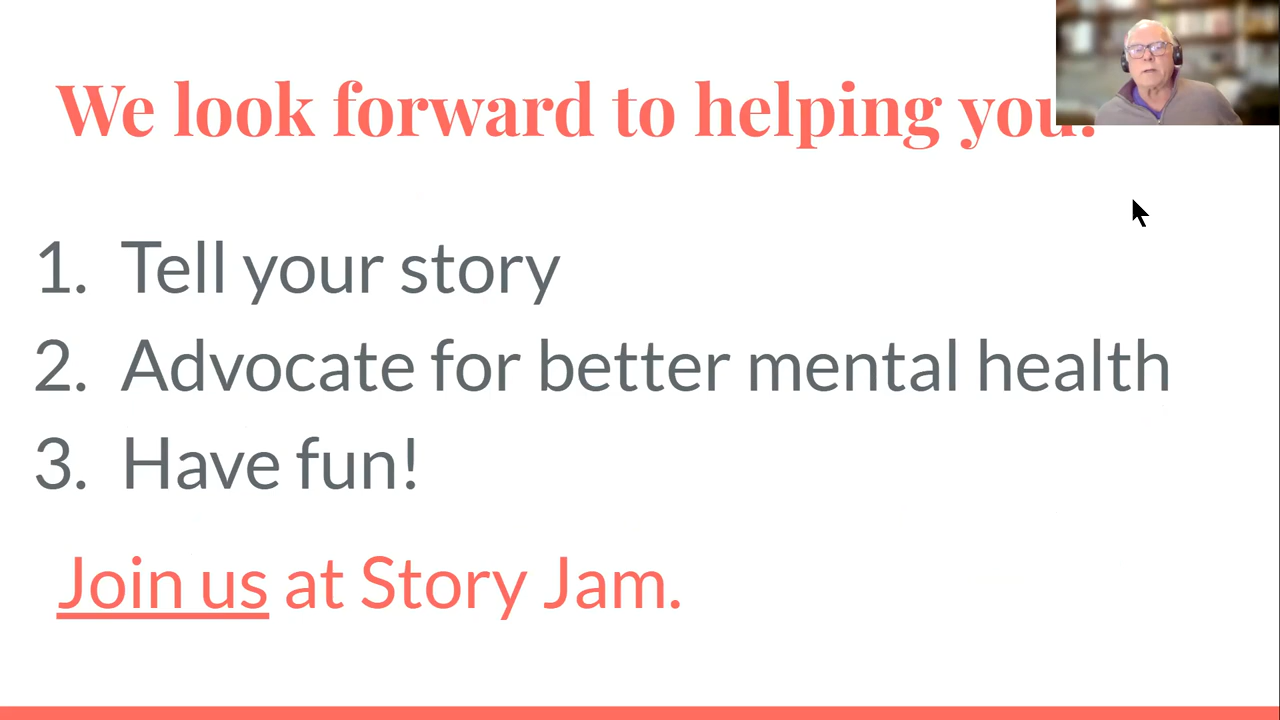 We look forward to helping you!
1. Tell your story
2. Advocate for better mental health
3. Have fun!
Join us at Story Jam.